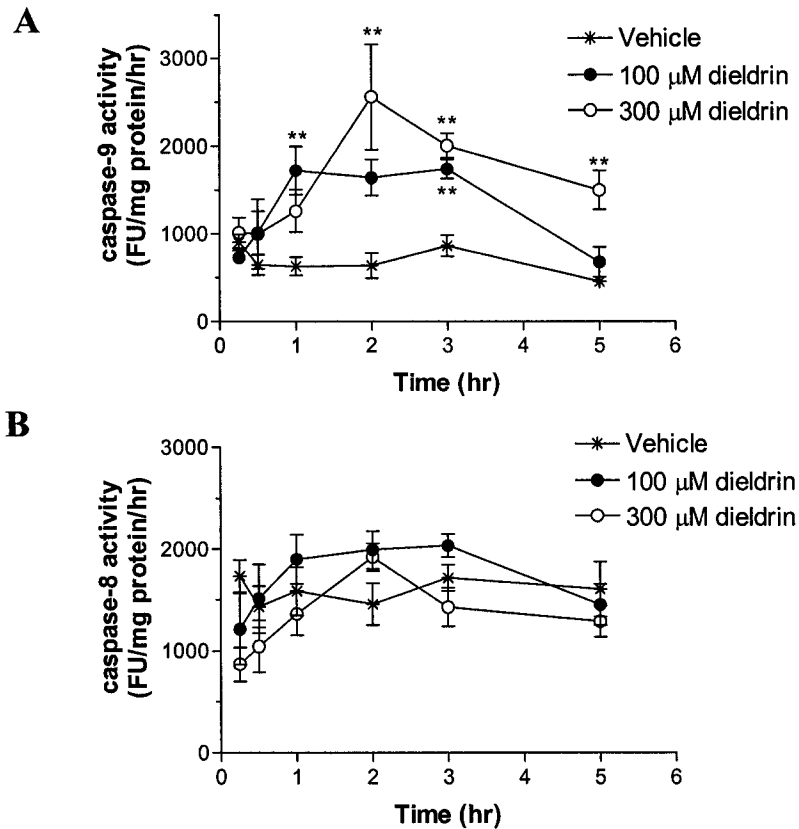 A
caspase-9 activity
(FU/mg protein/hr)
3000
2000
1000
0
**
**
**
**
**
Vehicle
100 µM dieldrin
300 µM dieldrin
0 1 2 3 4 5 6
Time (hr)
B
caspase-8 activity
(FU/mg protein/hr)
3000
2000
1000
0
Vehicle
100 µM dieldrin
300 µM dieldrin
0 1 2 3 4 5 6
Time (hr)